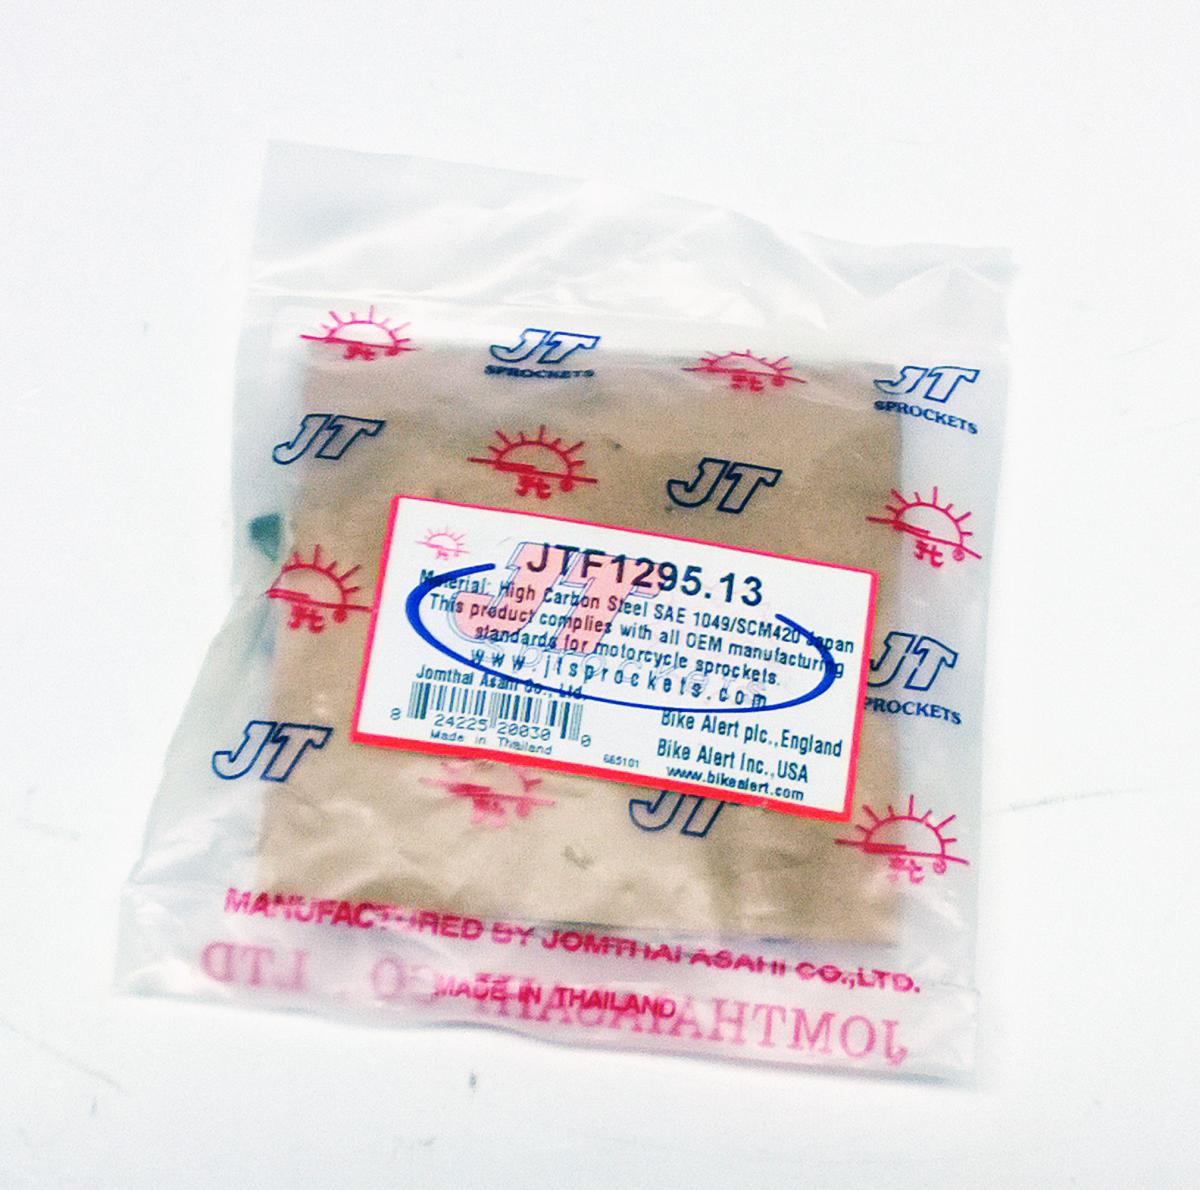 JT
SPROCKETS
JT
SPROCKETS
JT
JT
JTF1295.13
Material: High Carbon Steel SAE 1049/SCM420 Japan
This product complies with all OEM manufacturing
standards for motorcycle sprockets.
www.jtsprockets.com
Jomthai Asahi Co., Ltd.
8 24225 20030 0
Made in Thailand
665101
Bike Alert plc.,England
Bike Alert Inc.,USA
www.bikealert.com
JT
SPROCKETS
JT
JT
MANUFACTURED BY JOMTHAI ASAHI CO.,LTD.
MADE IN THAILAND